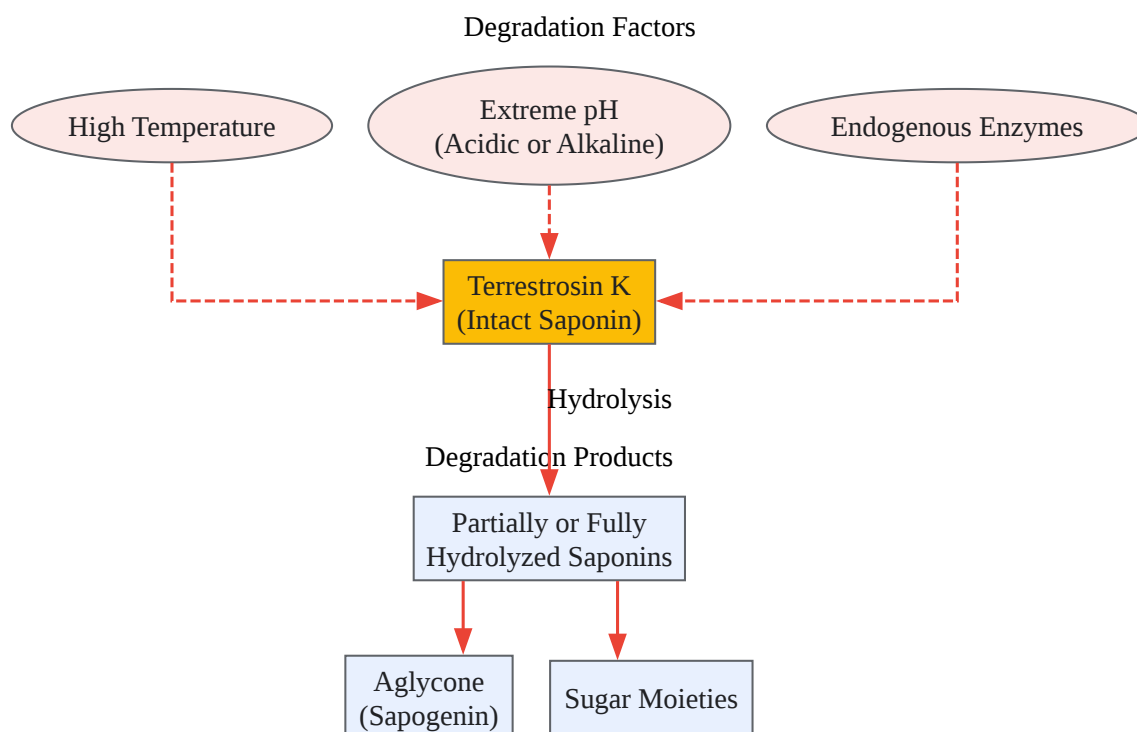 Degradation Factors
High Temperature
Extreme pH
(Acidic or Alkaline)
Endogenous Enzymes
Terrestrosin K
(Intact Saponin)
Hydrolysis
Degradation Products
Partially or Fully
Hydrolyzed Saponins
Aglycone
(Sapogenin)
Sugar Moieties